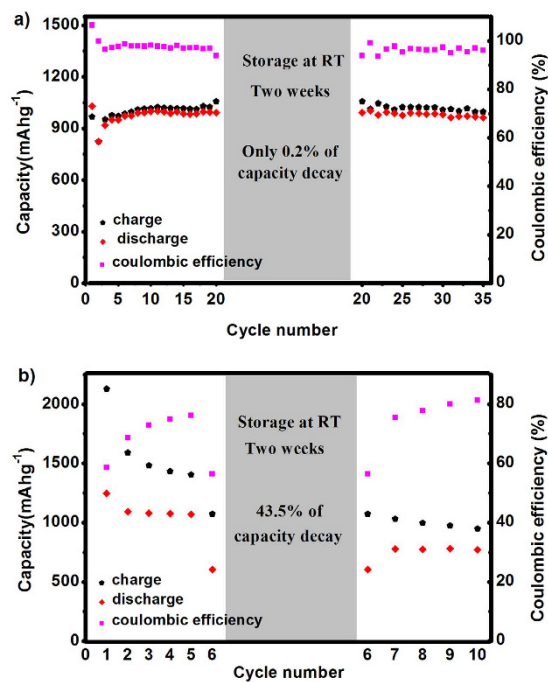 a)
1500
1200
900
600
300
0
Capacity(mAhg-1)
Storage at RT
Two weeks
Only 0.2% of
capacity decay
charge
discharge
coulombic efficiency
100
80
60
40
20
0
Coulombic efficiency (%)
0 5 10 15 20 20 25 30 35
Cycle number
b)
2000
1500
1000
500
0
Capacity(mAhg-1)
Storage at RT
Two weeks
43.5% of
capacity decay
charge
discharge
coulombic efficiency
80
60
40
20
0
Coulombic efficiency (%)
0 1 2 3 4 5 6 6 7 8 9 10
Cycle number